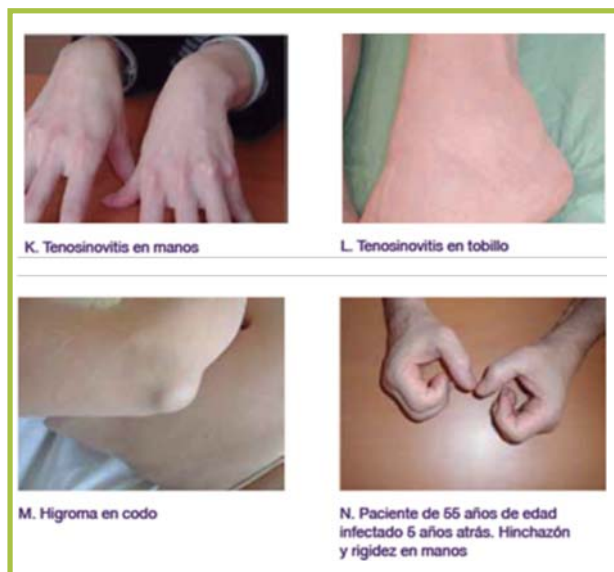 K. Tenosinovitis en manos
L. Tenosinovitis en tobillo
M. Higroma en codo
N. Paciente de 55 años de edad
infectado 5 años atrás. Hinchazón
y rigidez en manos